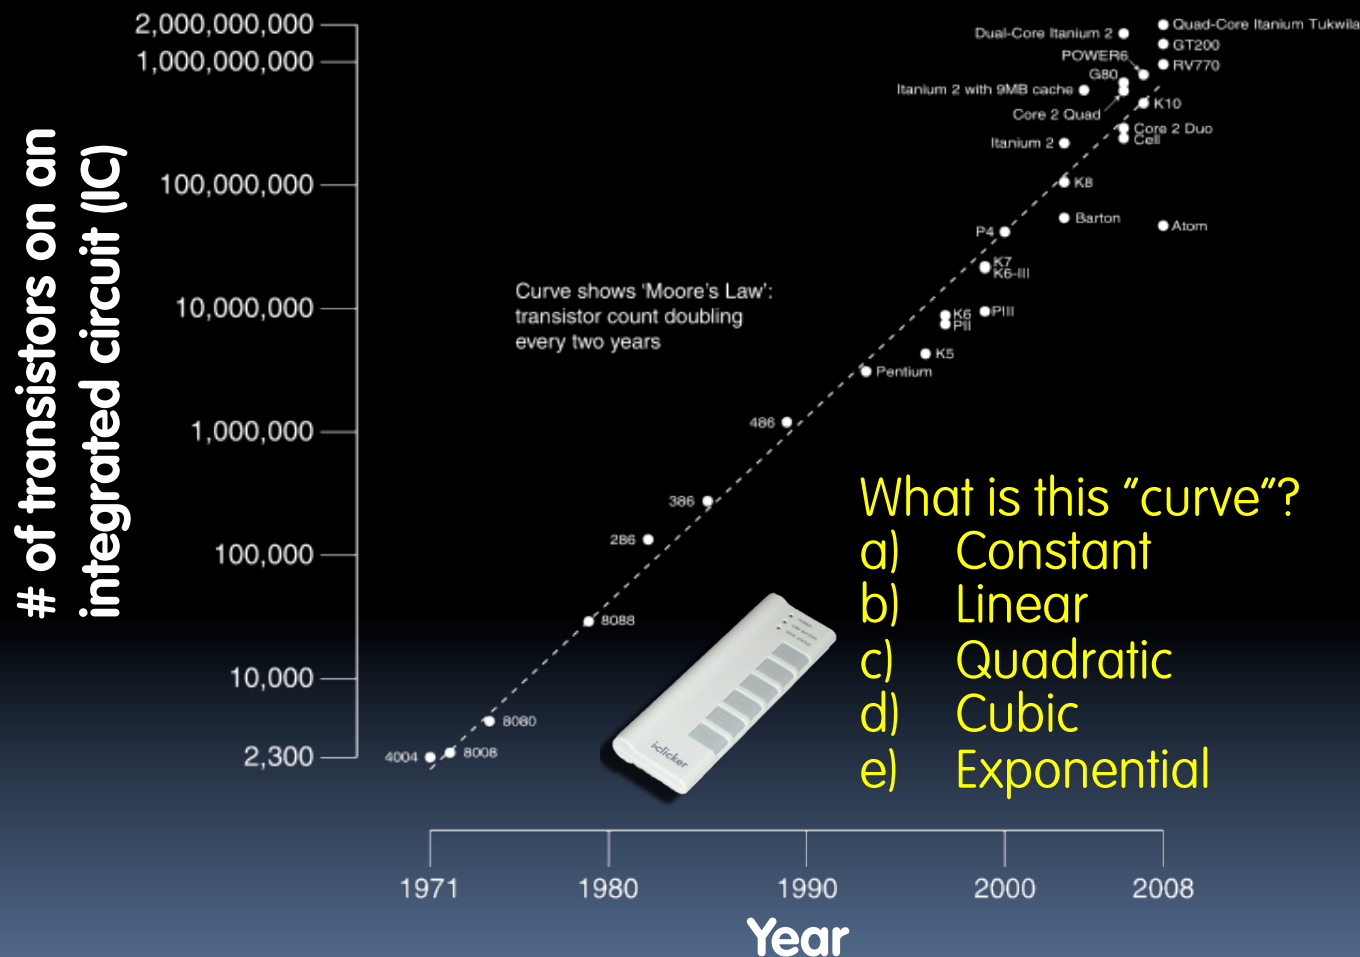 # of transistors on an
integrated circuit (IC)
2,000,000,000
1,000,000,000
100,000,000
10,000,000
1,000,000
100,000
10,000
2,300
Quad-Core Itanium Tukwila
Dual-Core Itanium 2
GT200
POWER6
RV770
G80
Itanium 2 with 9MB cache
K10
Core 2 Quad
Core 2 Duo
Cell
Itanium 2
K8
Barton
Atom
P4
K7
K6-III
Curve shows 'Moore's Law':
transistor count doubling
every two years
K6
PIII
PII
K5
Pentium
486
386
286
8088
8080
8008
4004
What is this "curve"?
a) Constant
b) Linear
c) Quadratic
d) Cubic
e) Exponential
i-clicker
1971
1980
1990
2000
2008
Year